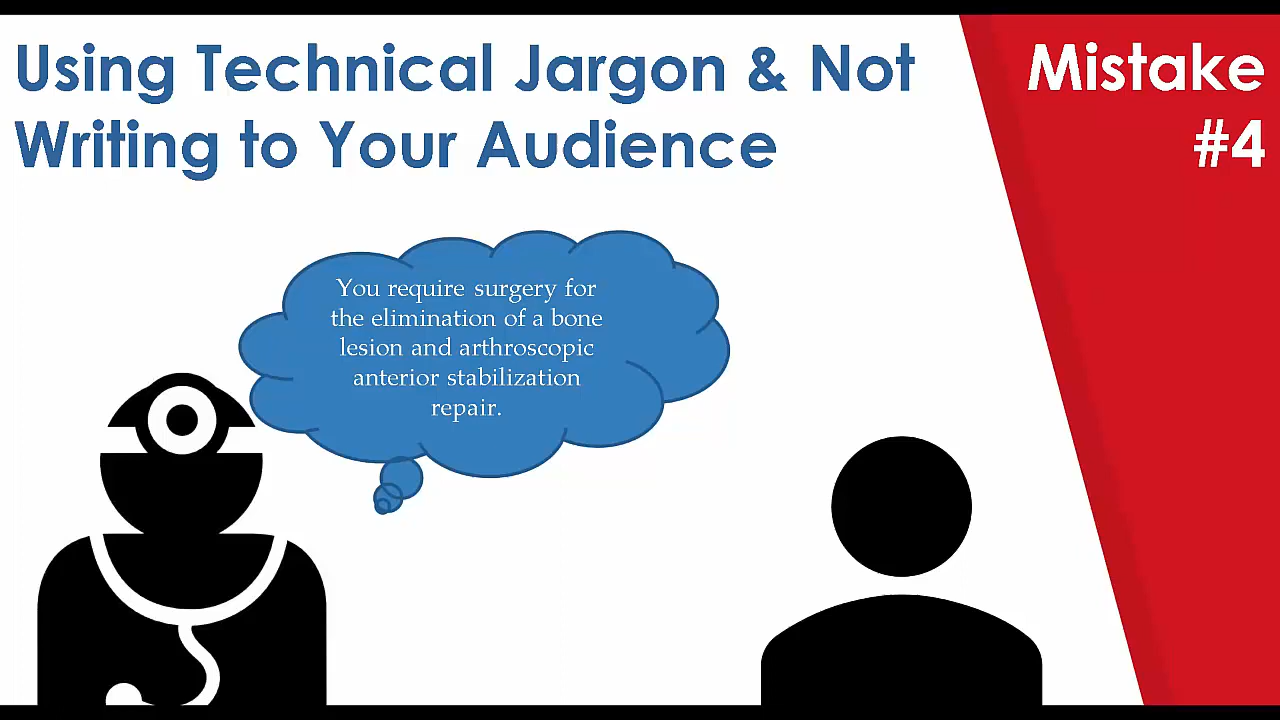 Using Technical Jargon & Not
Writing to Your Audience
Mistake
#4
You require surgery for
the elimination of a bone
lesion and arthroscopic
anterior stabilization
repair.